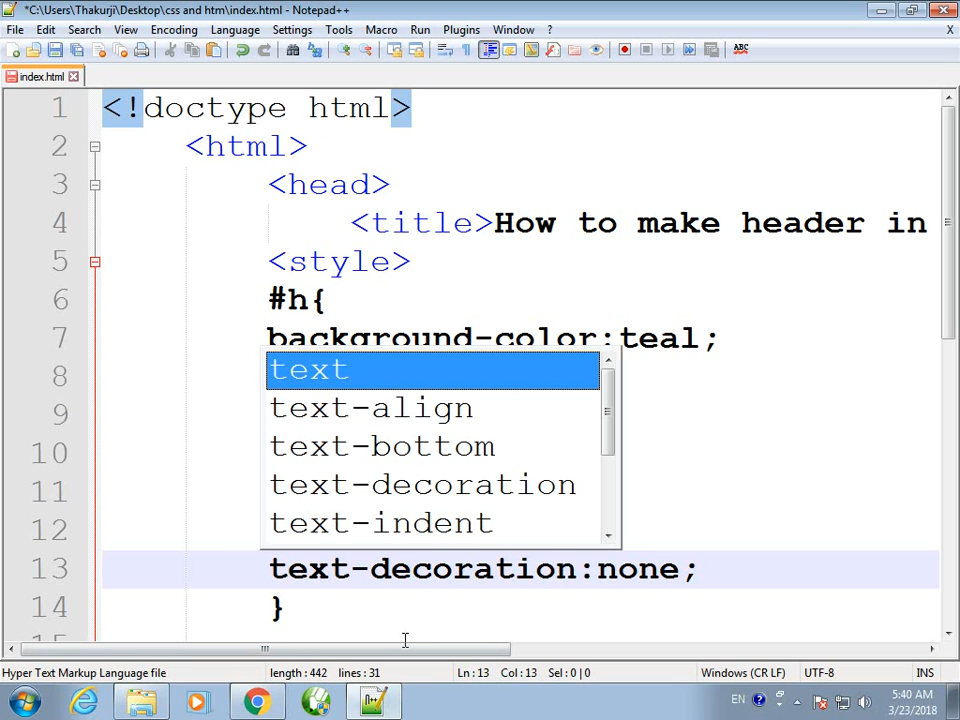 *C:\Users\Thakurji\Desktop\css and htm\index.html - Notepad++
File Edit Search View Encoding Language Settings Tools Macro Run Plugins Window ? X
ABC
index.html
1 <!doctype html>
2 <html>
3 <head>
4 <title>How to make header in
5 <style>
6 #h{
7 background-color:teal;
8 text
9 text-align
10 text-bottom
11 text-decoration
12 text-indent
13 text-decoration:none;
14 }
Hyper Text Markup Language file length : 442 lines : 31 Ln : 13 Col : 13 Sel : 0 | 0 Windows (CR LF) UTF-8 INS
EN 5:40 AM
3/23/2018